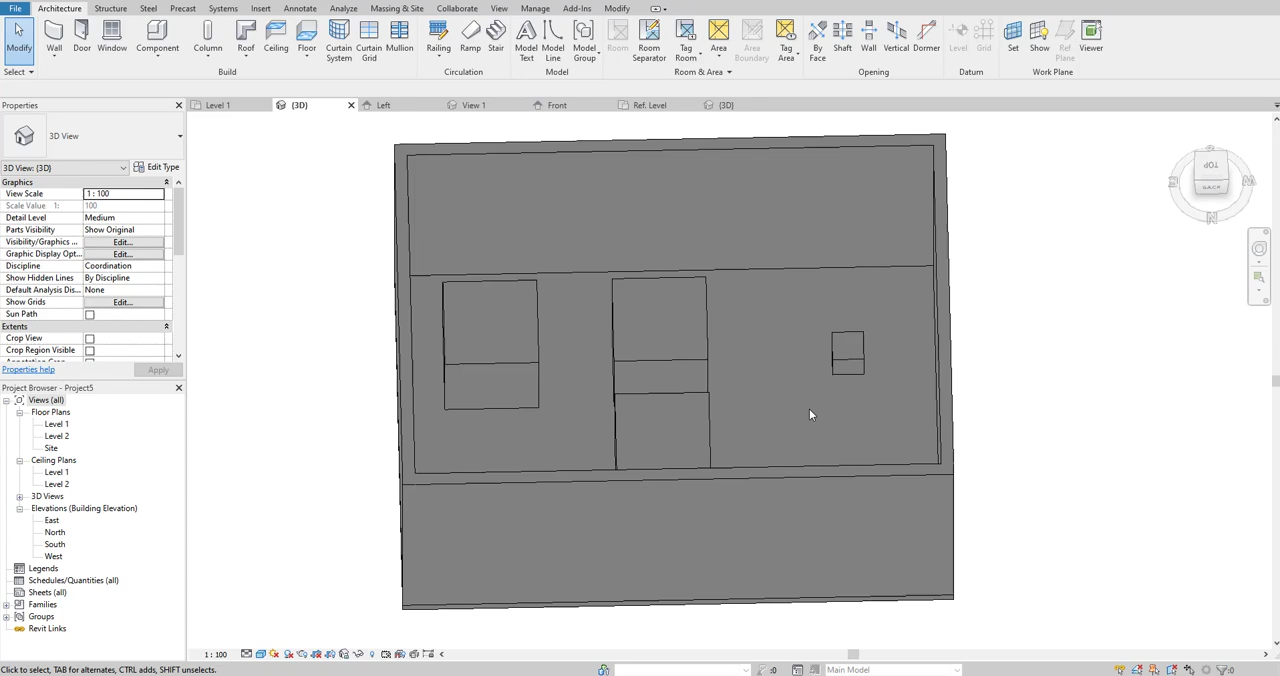 File Architecture Structure Steel Precast Systems Insert Annotate Analyze Massing & Site Collaborate View Manage Add-Ins Modify
Modify Wall Door Window Component Column Roof Ceiling Floor Curtain System Curtain Grid Mullion Railing Ramp Stair Model Text Model Line Model Group Room Room Separator Tag Room Area Area Boundary Tag Area By Face Shaft Wall Vertical Dormer Level Grid Set Show Ref Plane Viewer
Select Build Circulation Model Room & Area Opening Datum Work Plane
Properties
Level 1 {3D} Left View 1 Front Ref. Level {3D}
3D View
3D View: {3D} Edit Type
Graphics
View Scale 1 : 100
Scale Value 1: 100
Detail Level Medium
Parts Visibility Show Original
Visibility/Graphics ... Edit...
Graphic Display Opt... Edit...
Discipline Coordination
Show Hidden Lines By Discipline
Default Analysis Dis... None
Show Grids Edit...
Sun Path
Extents
Crop View
Crop Region Visible
Properties help Apply
Project Browser - Project5
Views (all)
Floor Plans
Level 1
Level 2
Site
Ceiling Plans
Level 1
Level 2
3D Views
Elevations (Building Elevation)
East
North
South
West
Legends
Schedules/Quantities (all)
Sheets (all)
Families
Groups
Revit Links
TOP
BACK
1 : 100
Click to select, TAB for alternates, CTRL adds, SHIFT unselects.
:0 Main Model :0